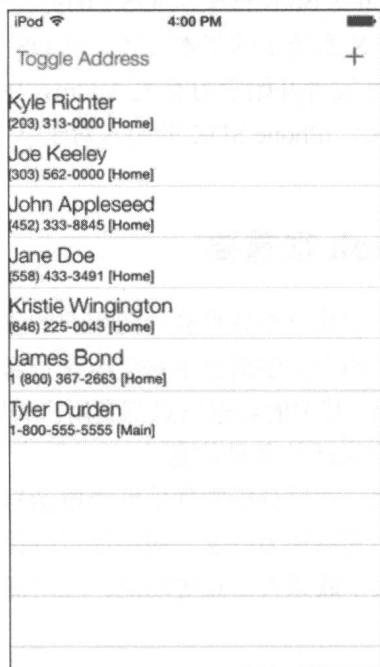 iPod 4:00 PM
Toggle Address +
Kyle Richter
(203) 313-0000 [Home]
Joe Keeley
(303) 562-0000 [Home]
John Appleseed
(452) 333-8845 [Home]
Jane Doe
(558) 433-3491 [Home]
Kristie Wingington
(646) 225-0043 [Home]
James Bond
1 (800) 367-2663 [Home]
Tyler Durden
1-800-555-5555 [Main]